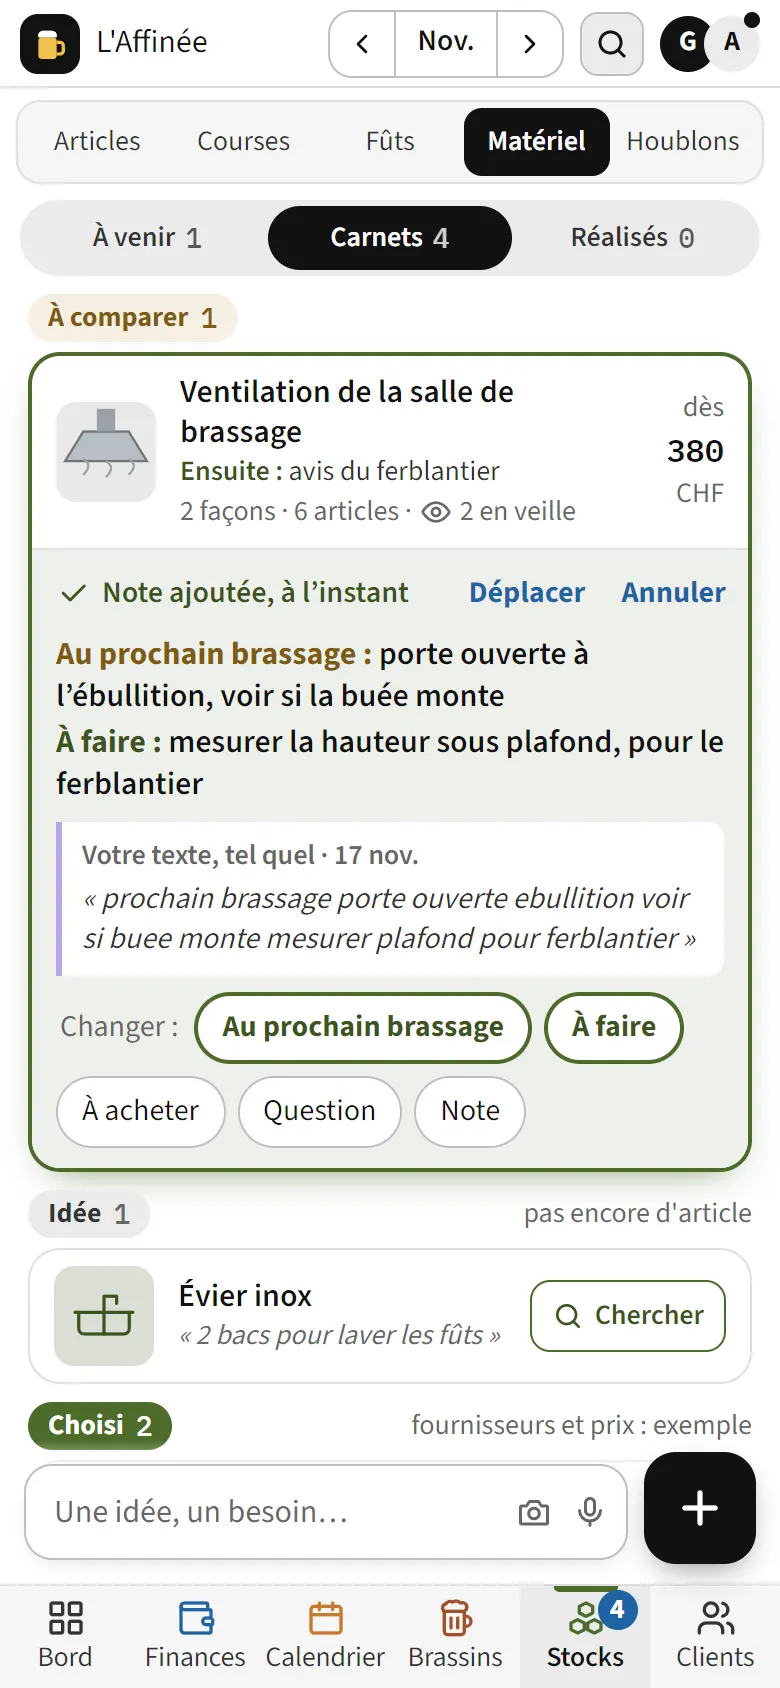 L'Affinée
Nov.
G
A
Articles
Courses
Fûts
Matériel
Houblons
À venir 1
Carnets 4
Réalisés 0
À comparer 1
Ventilation de la salle de
brassage
Ensuite : avis du ferblantier
2 façons · 6 articles · 2 en veille
dès
380
CHF
Note ajoutée, à l’instant
Déplacer
Annuler
Au prochain brassage : porte ouverte à
l’ébullition, voir si la buée monte
À faire : mesurer la hauteur sous plafond, pour le
ferblantier
Votre texte, tel quel · 17 nov.
« prochain brassage porte ouverte ebullition voir
si buee monte mesurer plafond pour ferblantier »
Changer :
Au prochain brassage
À faire
À acheter
Question
Note
Idée 1
pas encore d'article
Évier inox
« 2 bacs pour laver les fûts »
Chercher
Choisi 2
fournisseurs et prix : exemple
Une idée, un besoin…
Bord
Finances
Calendrier
Brassins
4
Stocks
Clients